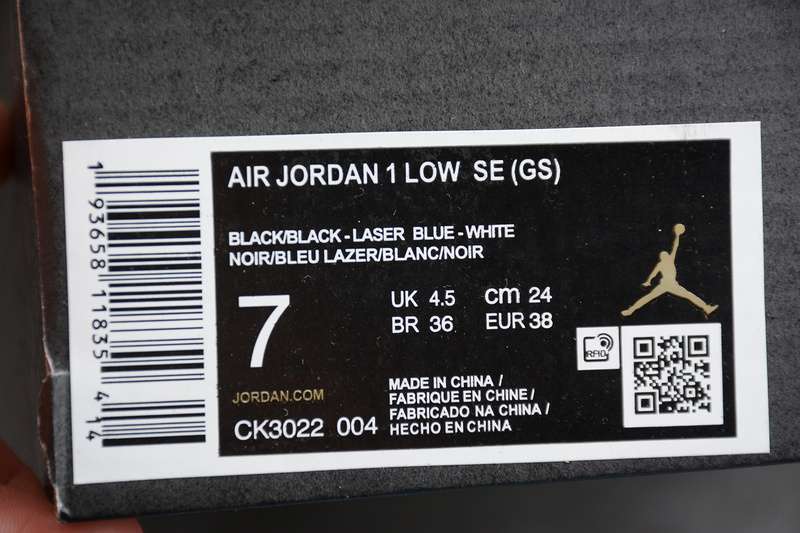 AIR JORDAN 1 LOW SE (GS)
BLACK/BLACK - LASER BLUE - WHITE
NOIR/BLEU LAZER/BLANC/NOIR
7
UK 4.5 cm 24
BR 36 EUR 38
JORDAN.COM
CK3022 004
MADE IN CHINA /
FABRIQUE EN CHINE /
FABRICADO NA CHINA /
HECHO EN CHINA
RFID
1 93658 11835 4 14